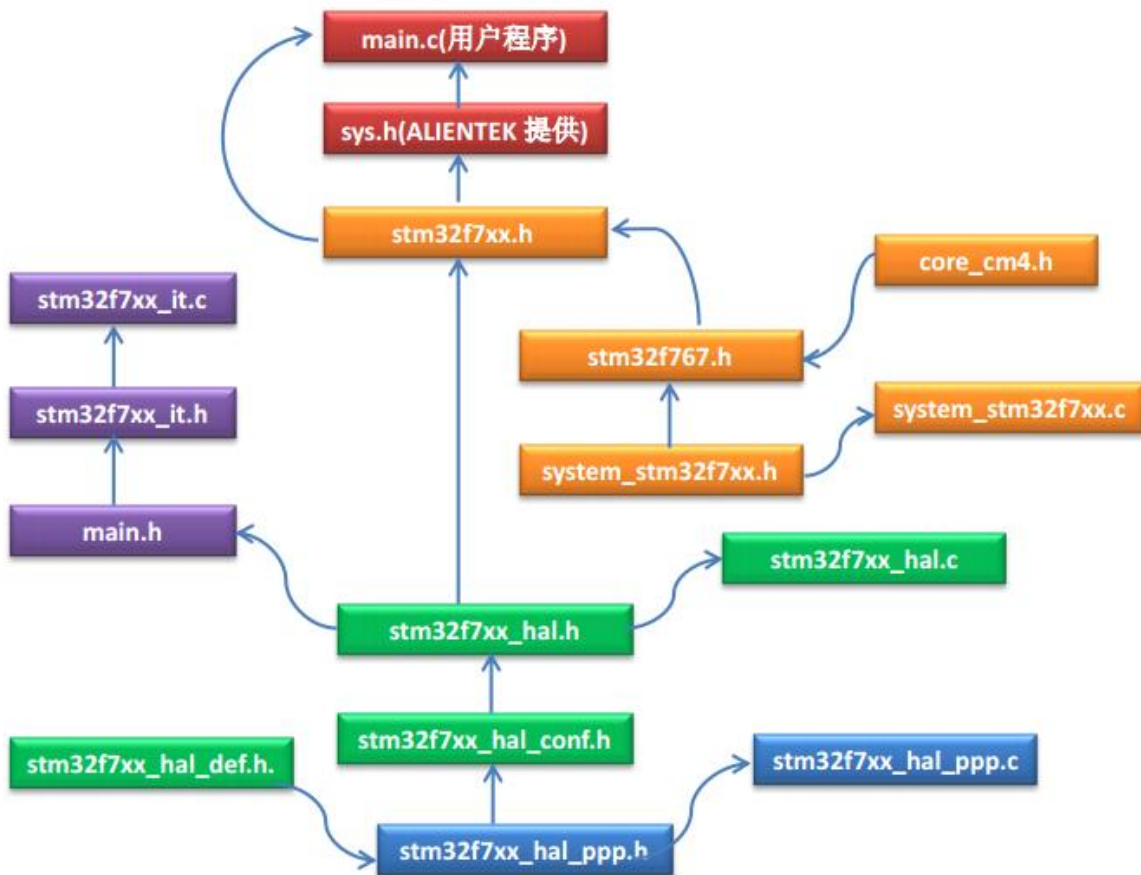 main.c(用户程序)
sys.h(ALIENTEK 提供)
stm32f7xx.h
core_cm4.h
stm32f7xx_it.c
stm32f767.h
stm32f7xx_it.h
system_stm32f7xx.c
system_stm32f7xx.h
main.h
stm32f7xx_hal.c
stm32f7xx_hal.h
stm32f7xx_hal_conf.h
stm32f7xx_hal_def.h.
stm32f7xx_hal_ppp.c
stm32f7xx_hal_ppp.h